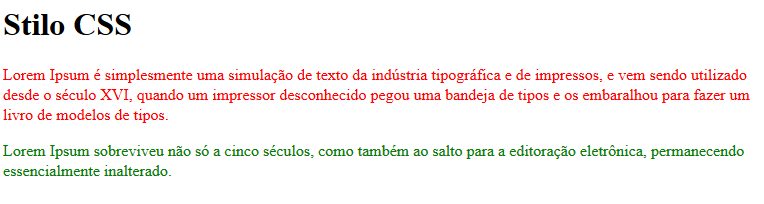 Stilo CSS
Lorem Ipsum é simplesmente uma simulação de texto da indústria tipográfica e de impressos, e vem sendo utilizado
desde o século XVI, quando um impressor desconhecido pegou uma bandeja de tipos e os embaralhou para fazer um
livro de modelos de tipos.
Lorem Ipsum sobreviveu não só a cinco séculos, como também ao salto para a editoração eletrônica, permanecendo
essencialmente inalterado.